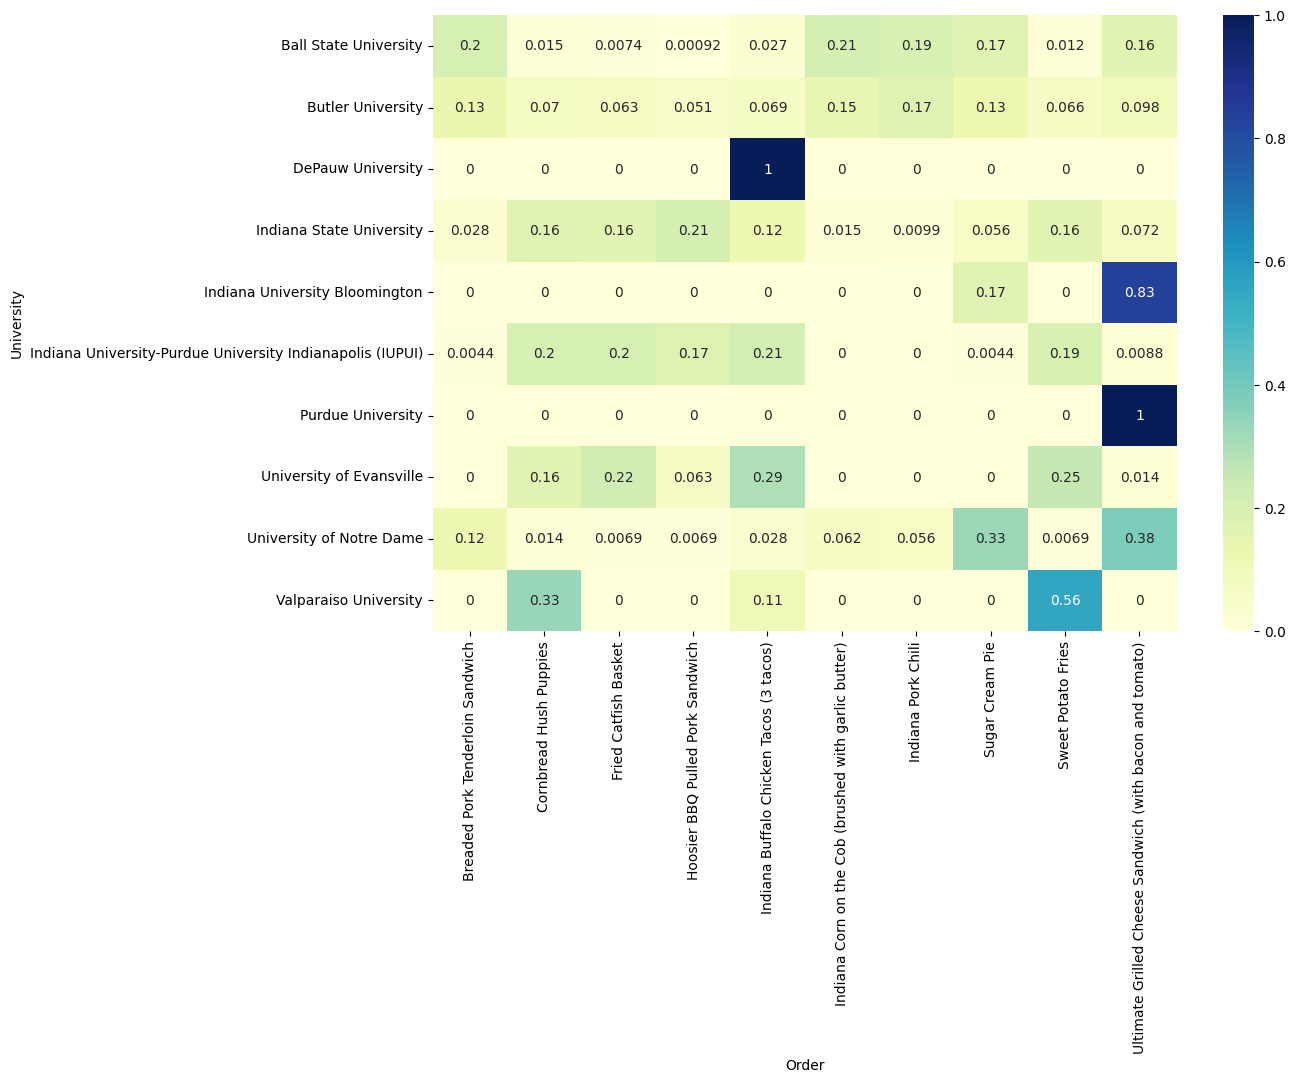 Ball State University 0.2 0.015 0.0074 0.00092 0.027 0.21 0.19 0.17 0.012 0.16
Butler University 0.13 0.07 0.063 0.051 0.069 0.15 0.17 0.13 0.066 0.098
DePauw University 0 0 0 0 1 0 0 0 0 0
Indiana State University 0.028 0.16 0.16 0.21 0.12 0.015 0.0099 0.056 0.16 0.072
Indiana University Bloomington 0 0 0 0 0 0 0 0.17 0 0.83
Indiana University-Purdue University Indianapolis (IUPUI) 0.0044 0.2 0.2 0.17 0.21 0 0 0.0044 0.19 0.0088
Purdue University 0 0 0 0 0 0 0 0 0 1
University of Evansville 0 0.16 0.22 0.063 0.29 0 0 0 0.25 0.014
University of Notre Dame 0.12 0.014 0.0069 0.0069 0.028 0.062 0.056 0.33 0.0069 0.38
Valparaiso University 0 0.33 0 0 0.11 0 0 0 0.56 0
University
Breaded Pork Tenderloin Sandwich
Cornbread Hush Puppies
Fried Catfish Basket
Hoosier BBQ Pulled Pork Sandwich
Indiana Buffalo Chicken Tacos (3 tacos)
Indiana Corn on the Cob (brushed with garlic butter)
Indiana Pork Chili
Sugar Cream Pie
Sweet Potato Fries
Ultimate Grilled Cheese Sandwich (with bacon and tomato)
Order
1.0
0.8
0.6
0.4
0.2
0.0